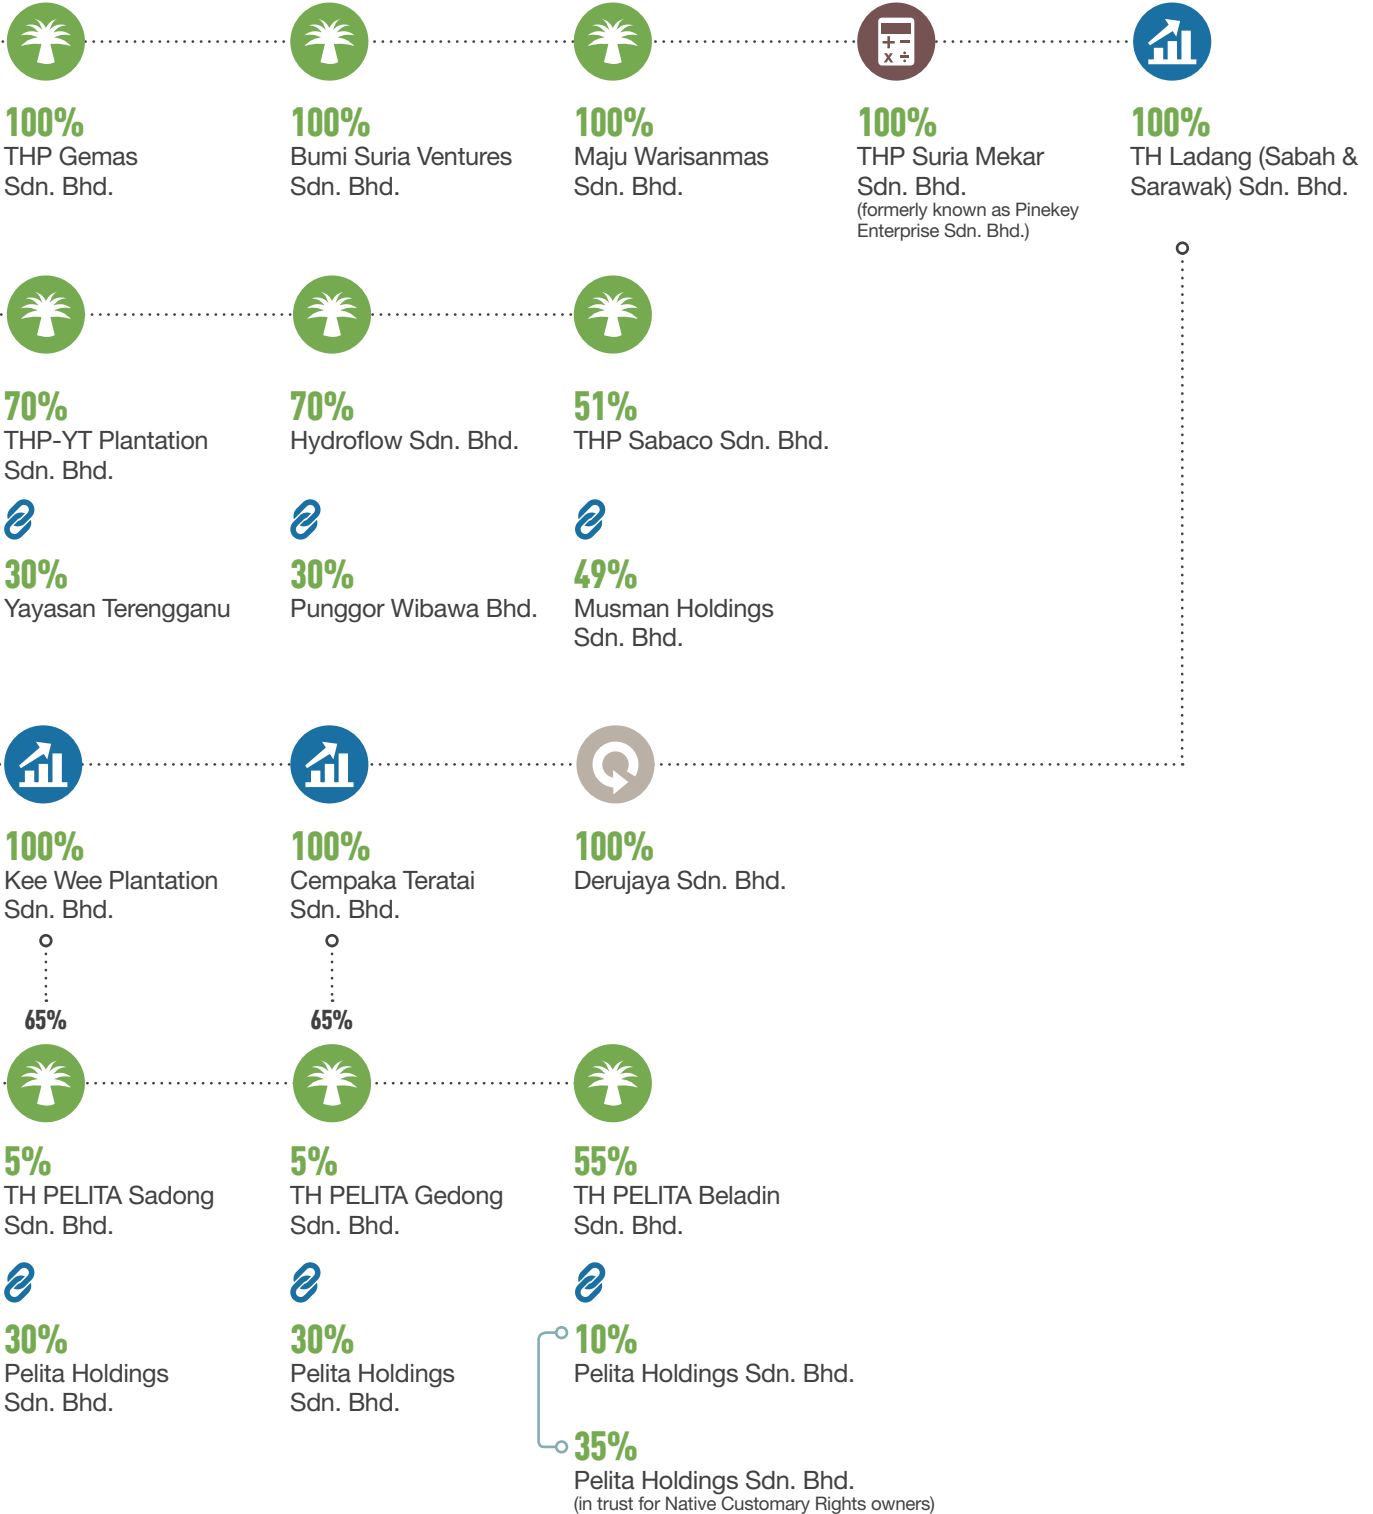 100%
THP Gemas
Sdn. Bhd.
100%
Bumi Suria Ventures
Sdn. Bhd.
100%
Maju Warisanmas
Sdn. Bhd.
100%
THP Suria Mekar
Sdn. Bhd.
(formerly known as Pinekey
Enterprise Sdn. Bhd.)
100%
TH Ladang (Sabah &
Sarawak) Sdn. Bhd.
70%
THP-YT Plantation
Sdn. Bhd.
30%
Yayasan Terengganu
70%
Hydroflow Sdn. Bhd.
30%
Punggor Wibawa Bhd.
51%
THP Sabaco Sdn. Bhd.
49%
Musman Holdings
Sdn. Bhd.
100%
Kee Wee Plantation
Sdn. Bhd.
65%
100%
Cempaka Teratai
Sdn. Bhd.
65%
100%
Derujaya Sdn. Bhd.
5%
TH PELITA Sadong
Sdn. Bhd.
30%
Pelita Holdings
Sdn. Bhd.
5%
TH PELITA Gedong
Sdn. Bhd.
30%
Pelita Holdings
Sdn. Bhd.
55%
TH PELITA Beladin
Sdn. Bhd.
10%
Pelita Holdings Sdn. Bhd.
35%
Pelita Holdings Sdn. Bhd.
(in trust for Native Customary Rights owners)